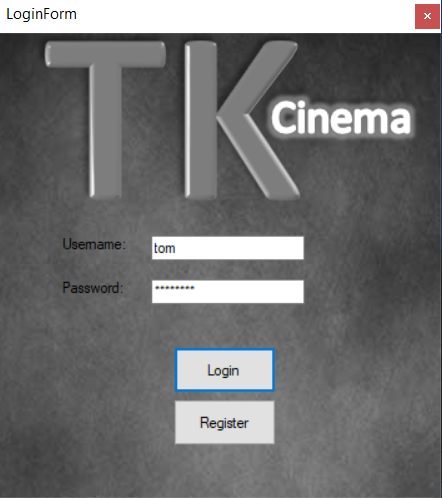 LoginForm
TK Cinema
Username: tom
Password: ********
Login
Register